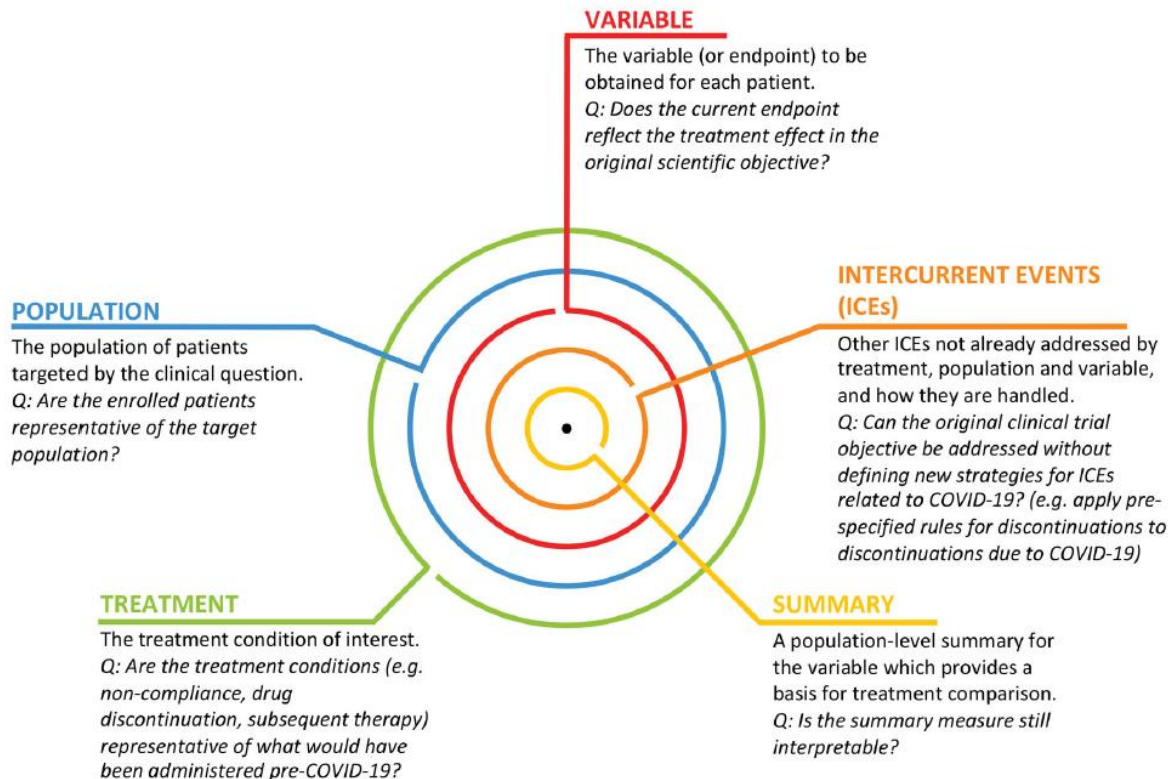 VARIABLE
The variable (or endpoint) to be
obtained for each patient.
Q: Does the current endpoint
reflect the treatment effect in the
original scientific objective?
INTERCURRENT EVENTS
(ICEs)
Other ICEs not already addressed by
treatment, population and variable,
and how they are handled.
Q: Can the original clinical trial
objective be addressed without
defining new strategies for ICEs
related to COVID-19? (e.g. apply pre-
specified rules for discontinuations to
discontinuations due to COVID-19)
POPULATION
The population of patients
targeted by the clinical question.
Q: Are the enrolled patients
representative of the target
population?
TREATMENT
The treatment condition of interest.
Q: Are the treatment conditions (e.g.
non-compliance, drug
discontinuation, subsequent therapy)
representative of what would have
been administered pre-COVID-19?
SUMMARY
A population-level summary for
the variable which provides a
basis for treatment comparison.
Q: Is the summary measure still
interpretable?